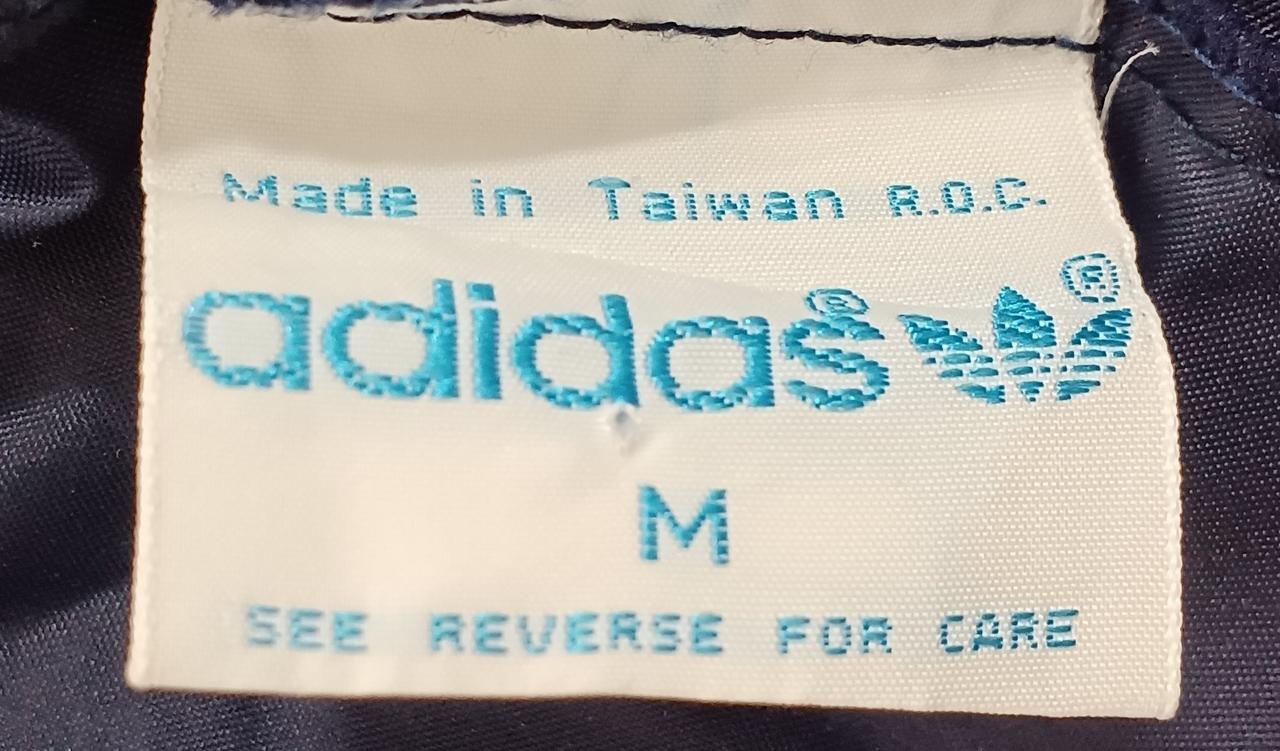 Made in Taiwan R.O.C.
adidas® ®
M
SEE REVERSE FOR CARE